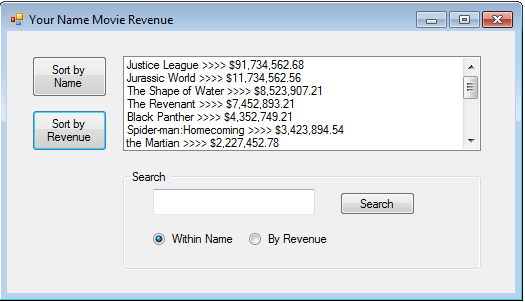 Your Name Movie Revenue
Sort by
Name
Justice League >>>> $91,734,562.68
Jurassic World >>>> $11,734,562.56
The Shape of Water >>>> $8,523,907.21
The Revenant >>>> $7,452,893.21
Black Panther >>>> $4,352,749.21
Spider-man:Homecoming >>>> $3,423,894.54
the Martian >>>> $2,227,452.78
Sort by
Revenue
Search
Search
Within Name
By Revenue